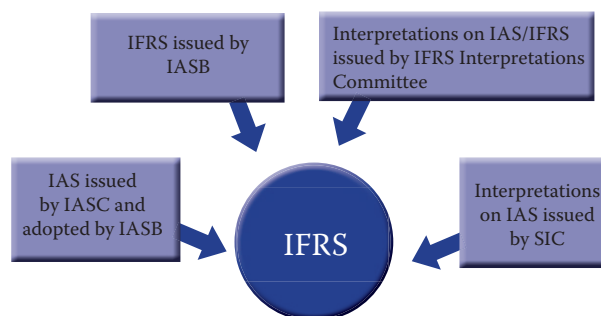 IFRS issued by
IASB
Interpretations on IAS/IFRS
issued by IFRS Interpretations
Committee
IAS issued
by IASC and
adopted by IASB
IFRS
Interpretations
on IAS issued
by SIC